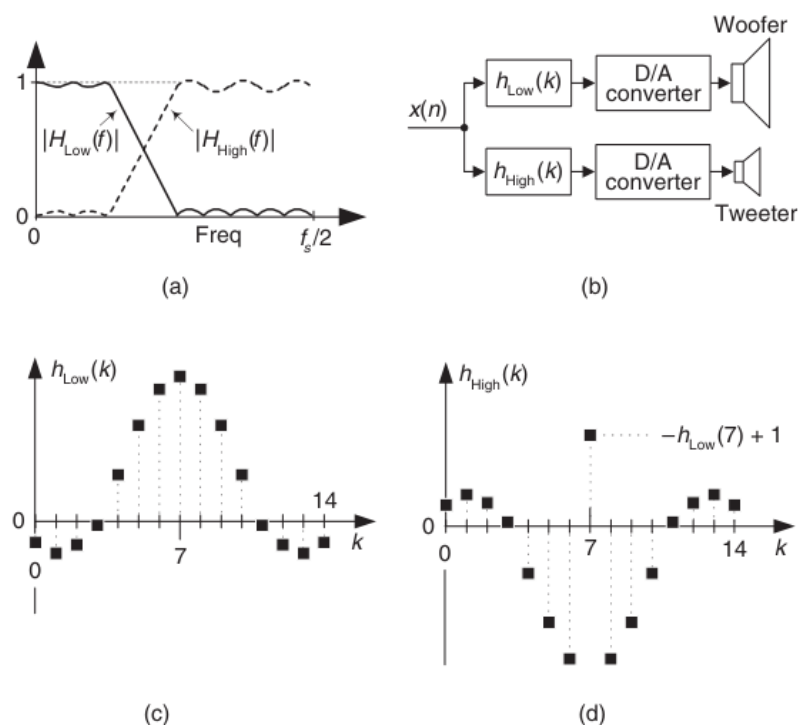 1
|H_Low(f)|
|H_High(f)|
0
0
Freq
f_s/2
(a)
Woofer
x(n)
h_Low(k)
D/A
converter
h_High(k)
D/A
converter
Tweeter
(b)
h_Low(k)
14
0
0
7
k
(c)
h_High(k)
−h_Low(7) + 1
0
0
7
14
k
(d)